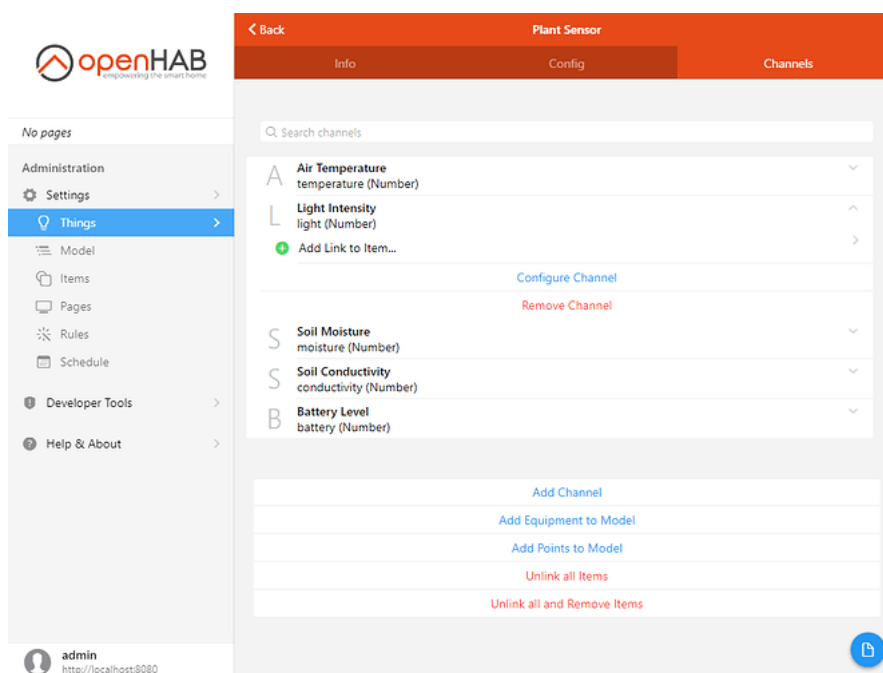 openHAB
empowering the smart home
No pages
Administration
Settings
Things
Model
Items
Pages
Rules
Schedule
Developer Tools
Help & About
admin
http://localhost:8080
Back
Plant Sensor
Info
Config
Channels
Search channels
A
Air Temperature
temperature (Number)
L
Light Intensity
light (Number)
Add Link to Item...
Configure Channel
Remove Channel
S
Soil Moisture
moisture (Number)
S
Soil Conductivity
conductivity (Number)
B
Battery Level
battery (Number)
Add Channel
Add Equipment to Model
Add Points to Model
Unlink all Items
Unlink all and Remove Items